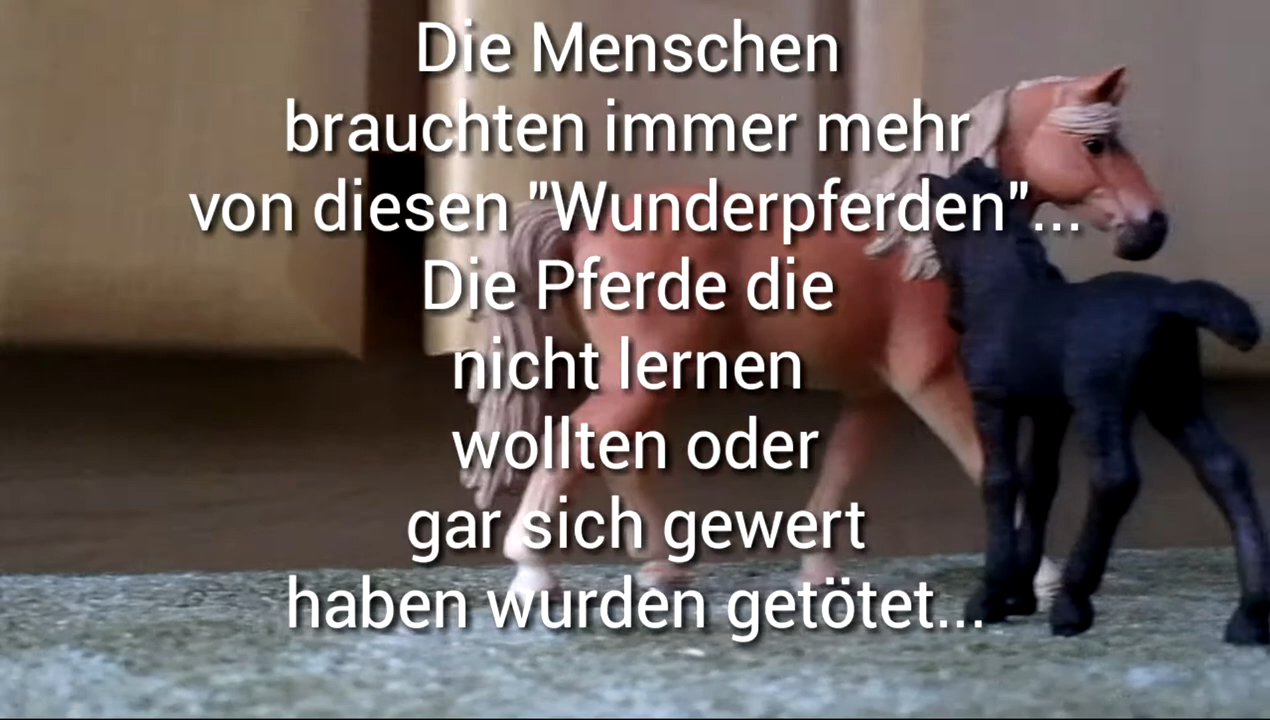 Die Menschen
brauchten immer mehr
von diesen "Wunderpferden"...
Die Pferde die
nicht lernen
wollten oder
gar sich gewert
haben wurden getötet...